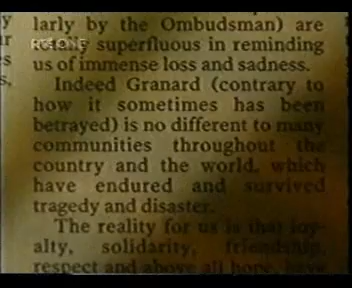 larly by the Ombudsman) are
really superfluous in reminding
us of immense loss and sadness.
Indeed Granard (contrary to
how it sometimes has been
betrayed) is no different to many
communities throughout the
country and the world, which
have endured and survived
tragedy and disaster.
The reality for us is that loy-
alty, solidarity, friendship,
respect and above all hope, have